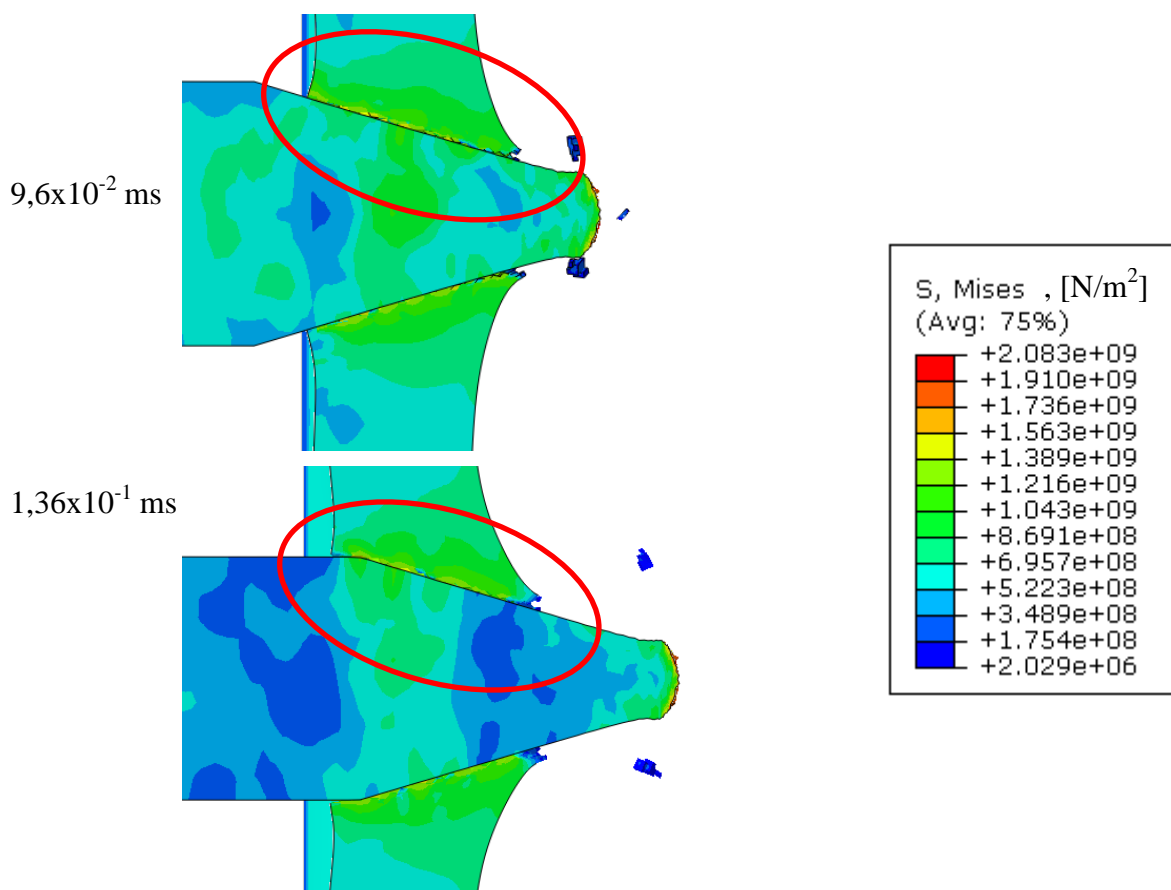 9,6x10⁻² ms
1,36x10⁻¹ ms
S, Mises , [N/m²]
(Avg: 75%)
+2.083e+09
+1.910e+09
+1.736e+09
+1.563e+09
+1.389e+09
+1.216e+09
+1.043e+09
+8.691e+08
+6.957e+08
+5.223e+08
+3.489e+08
+1.754e+08
+2.029e+06